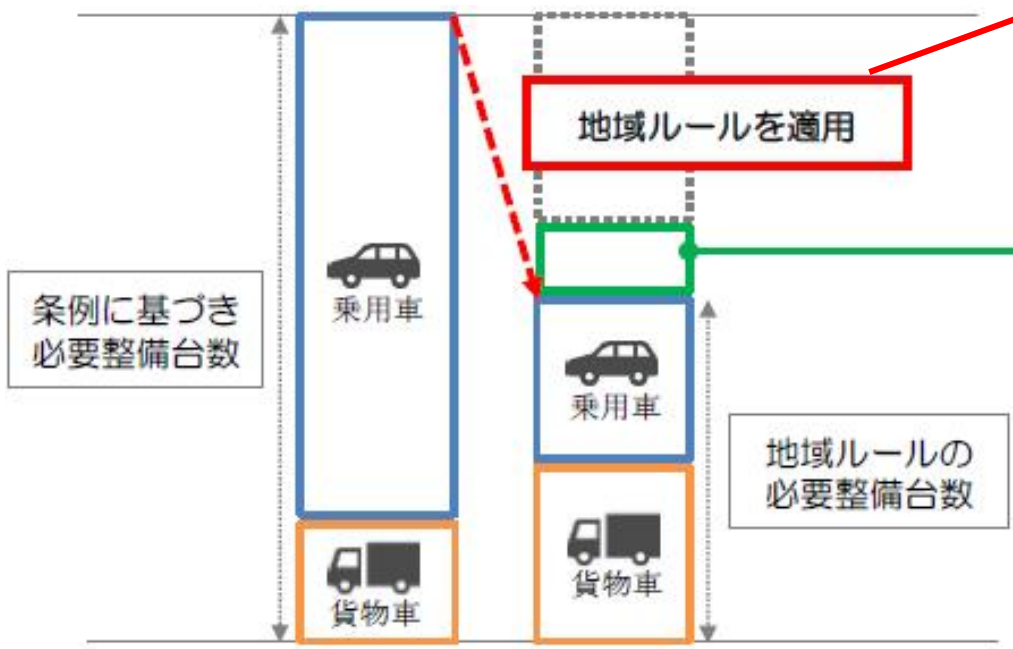 地域ルールを適用
条例に基づき
必要整備台数
乗用車
乗用車
地域ルールの
必要整備台数
貨物車
貨物車